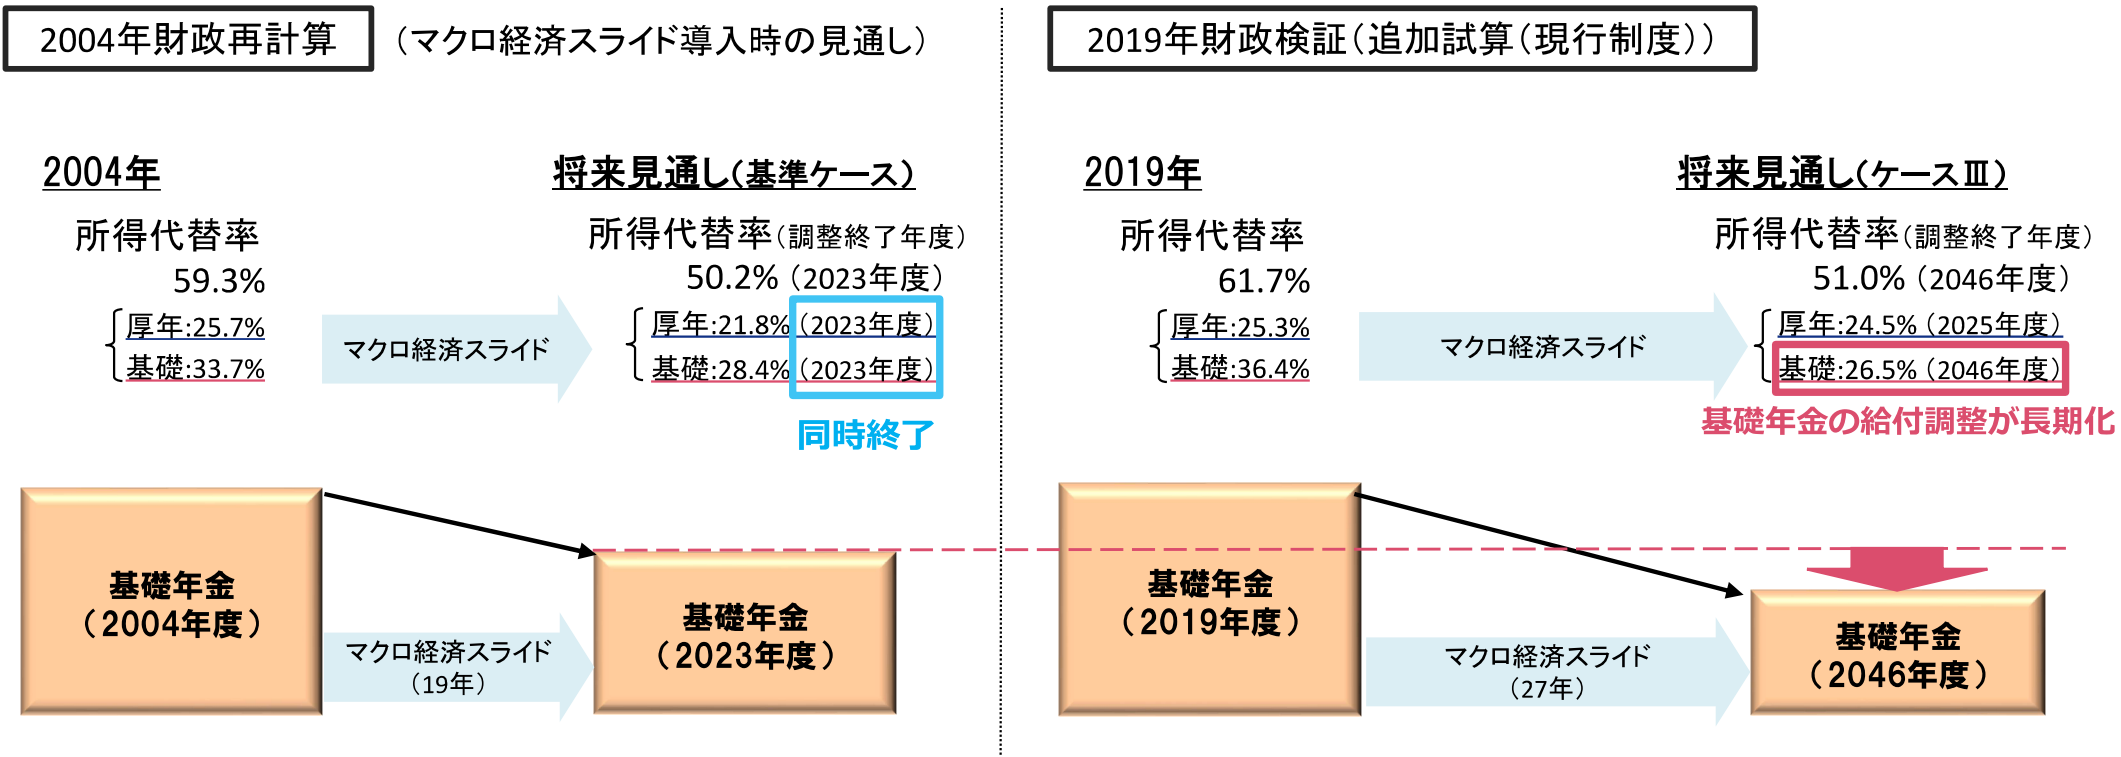 2004年財政再計算
（マクロ経済スライド導入時の見通し）
2004年
所得代替率
59.3%
厚年:25.7%
基礎:33.7%
マクロ経済スライド
将来見通し（基準ケース）
所得代替率（調整終了年度）
50.2%（2023年度）
厚年:21.8%（2023年度）
基礎:28.4%（2023年度）
同時終了
基礎年金
（2004年度）
マクロ経済スライド
（19年）
基礎年金
（2023年度）
2019年財政検証（追加試算（現行制度））
2019年
所得代替率
61.7%
厚年:25.3%
基礎:36.4%
マクロ経済スライド
将来見通し（ケースⅢ）
所得代替率（調整終了年度）
51.0%（2046年度）
厚年:24.5%（2025年度）
基礎:26.5%（2046年度）
基礎年金の給付調整が長期化
基礎年金
（2019年度）
マクロ経済スライド
（27年）
基礎年金
（2046年度）